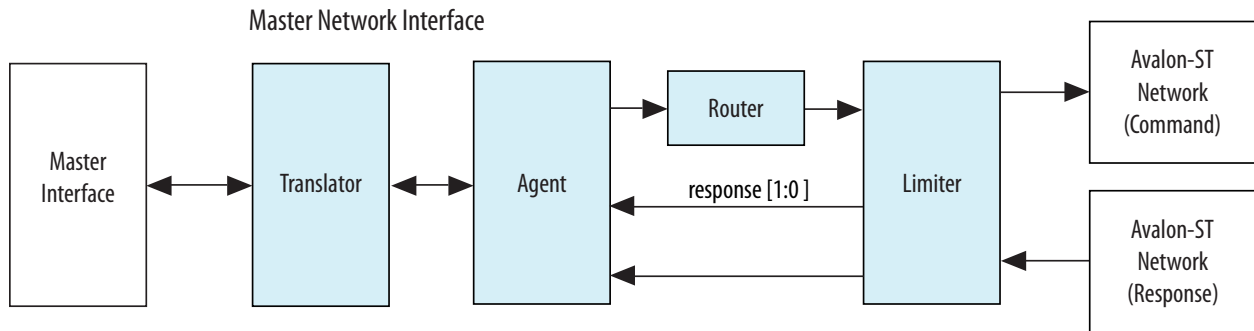 Master Network Interface
Master
Interface
Translator
Agent
Router
response [1:0 ]
Limiter
Avalon-ST
Network
(Command)
Avalon-ST
Network
(Response)